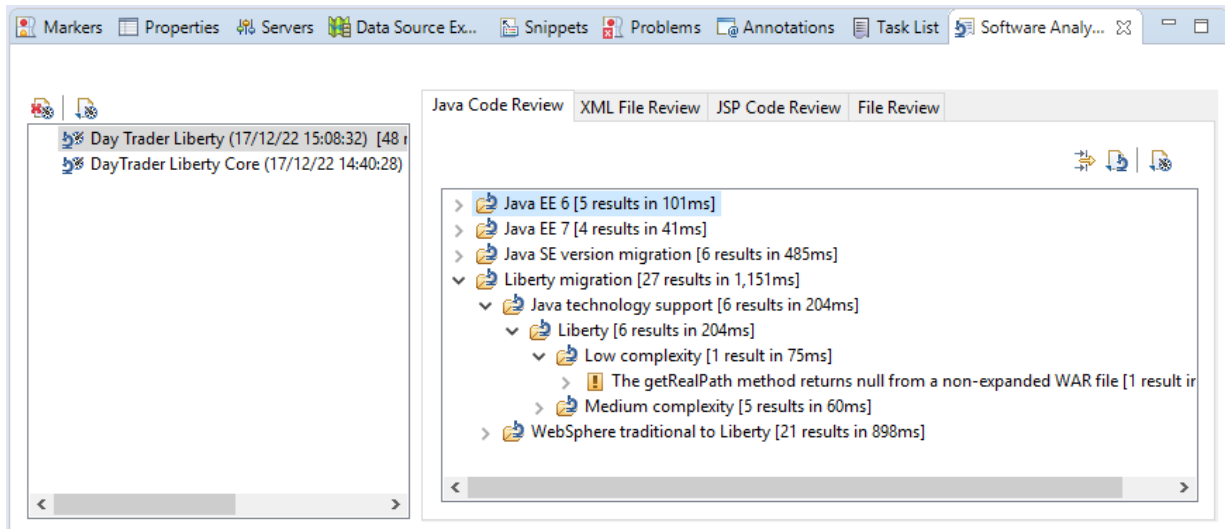 Markers Properties Servers Data Source Ex... Snippets Problems Annotations Task List Software Analy...
Java Code Review XML File Review JSP Code Review File Review
Day Trader Liberty (17/12/22 15:08:32) [48 r
DayTrader Liberty Core (17/12/22 14:40:28)
Java EE 6 [5 results in 101ms]
Java EE 7 [4 results in 41ms]
Java SE version migration [6 results in 485ms]
Liberty migration [27 results in 1,151ms]
Java technology support [6 results in 204ms]
Liberty [6 results in 204ms]
Low complexity [1 result in 75ms]
The getRealPath method returns null from a non-expanded WAR file [1 result ir
Medium complexity [5 results in 60ms]
WebSphere traditional to Liberty [21 results in 898ms]